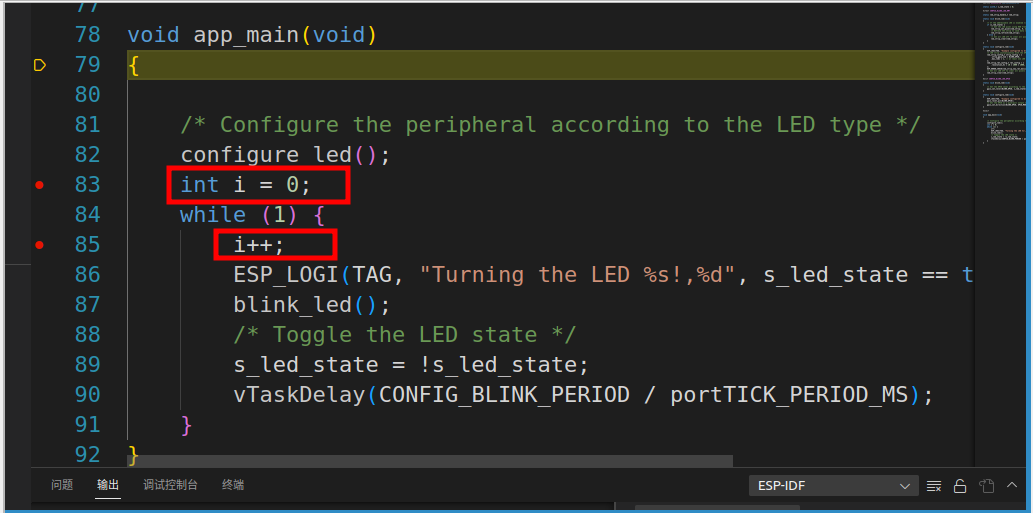 77
78 void app_main(void)
79 {
80
81 /* Configure the peripheral according to the LED type */
82 configure_led();
83 int i = 0;
84 while (1) {
85 i++;
86 ESP_LOGI(TAG, "Turning the LED %s!,%d", s_led_state == t
87 blink_led();
88 /* Toggle the LED state */
89 s_led_state = !s_led_state;
90 vTaskDelay(CONFIG_BLINK_PERIOD / portTICK_PERIOD_MS);
91 }
92 }
问题 输出 调试控制台 终端 ESP-IDF